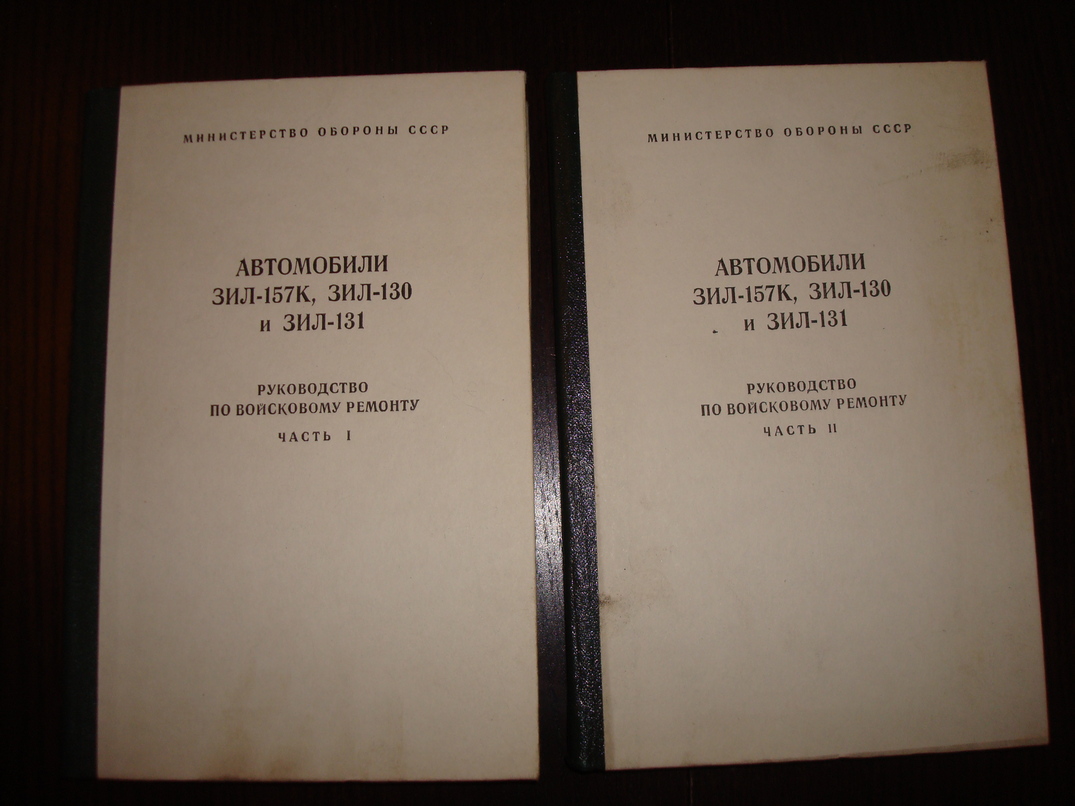 МИНИСТЕРСТВО ОБОРОНЫ СССР
АВТОМОБИЛИ
ЗИЛ-157К, ЗИЛ-130
и ЗИЛ-131
РУКОВОДСТВО
ПО ВОЙСКОВОМУ РЕМОНТУ
ЧАСТЬ I
МИНИСТЕРСТВО ОБОРОНЫ СССР
АВТОМОБИЛИ
ЗИЛ-157К, ЗИЛ-130
и ЗИЛ-131
РУКОВОДСТВО
ПО ВОЙСКОВОМУ РЕМОНТУ
ЧАСТЬ II